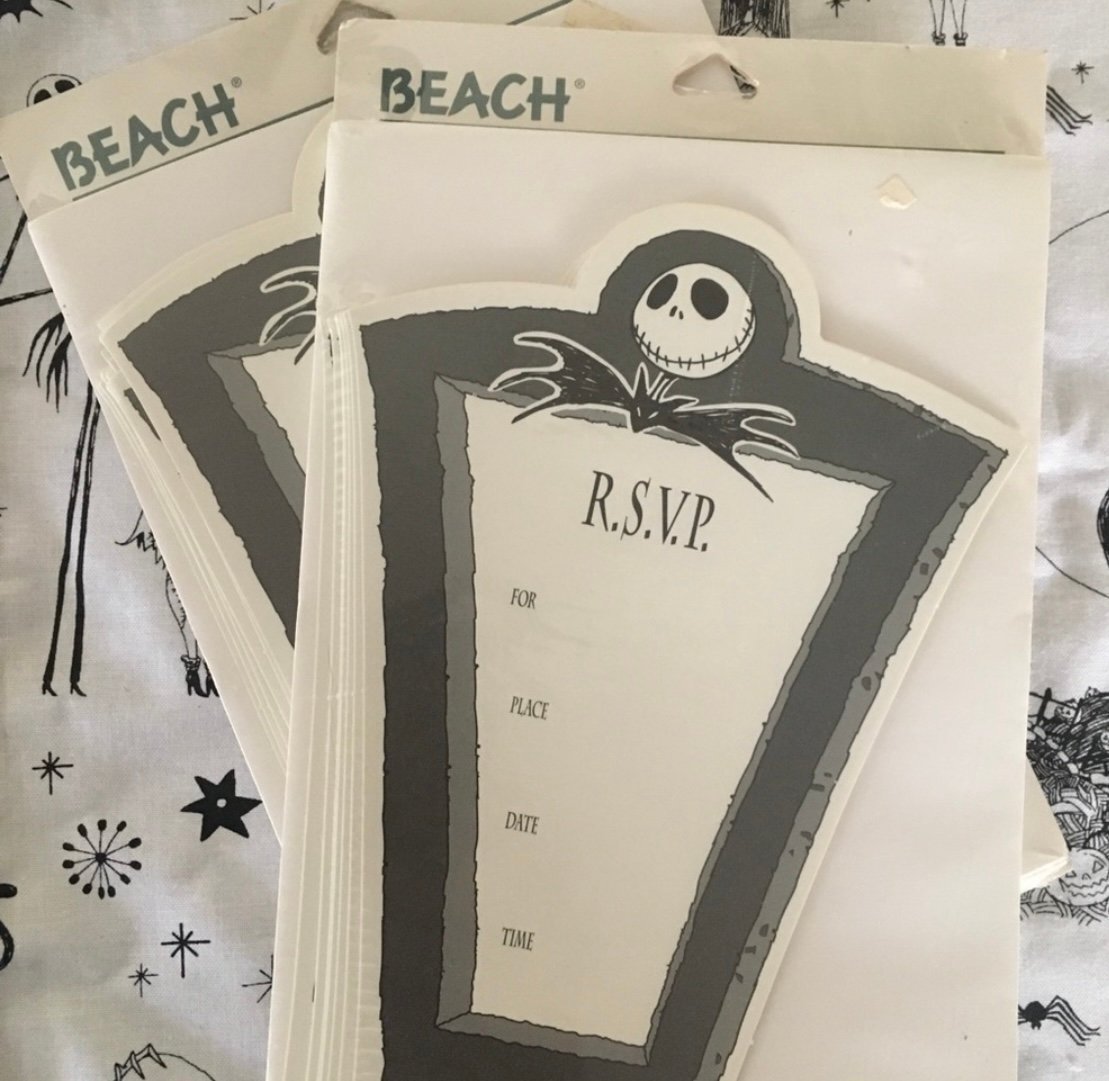 BEACH®
BEACH®
R.S.V.P.
FOR
PLACE
DATE
TIME